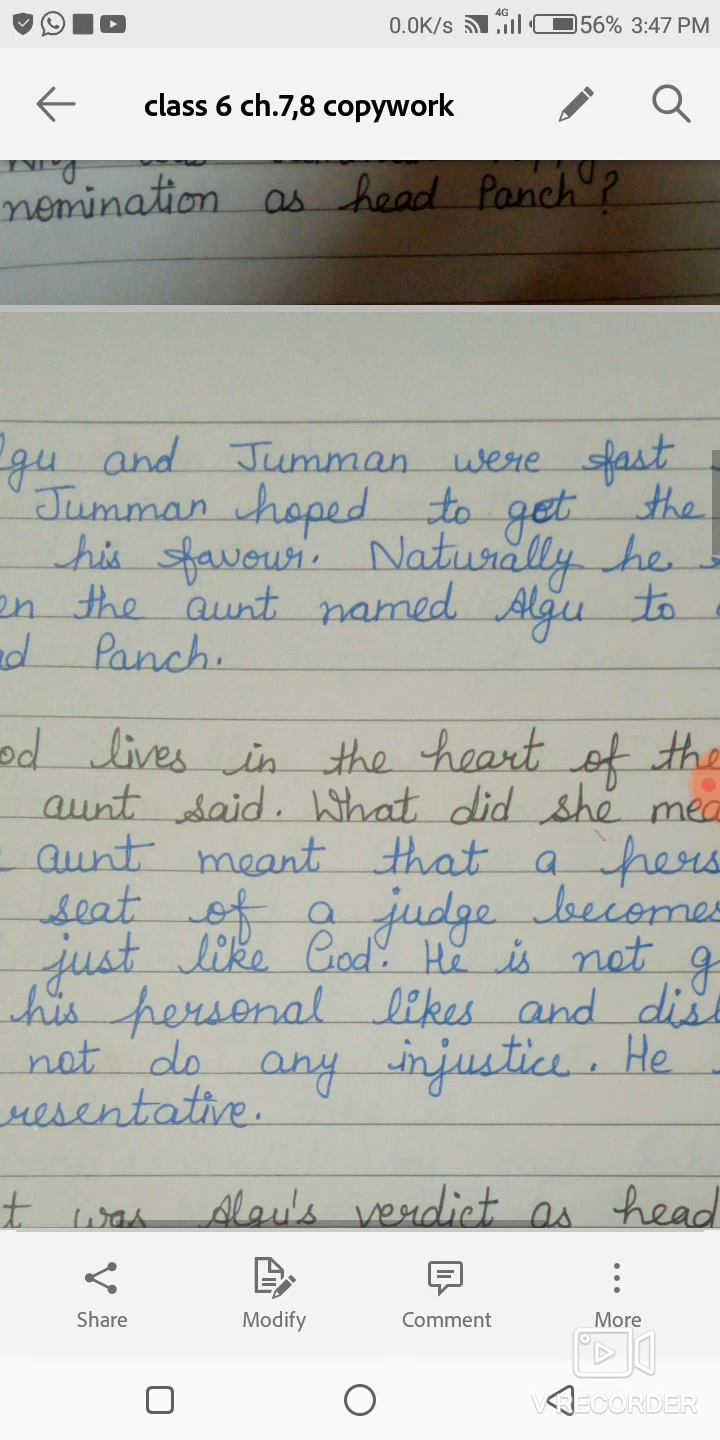 0.0K/s 4G 56% 3:47 PM
class 6 ch.7,8 copywork
nomination as head Panch?
lgu and Jumman were fast
Jumman hoped to get the
his favour. Naturally he
en the aunt named Algu to
d Panch.
od lives in the heart of the
aunt said. What did she mea
aunt meant that a pers
seat of a judge becomes
just like God. He is not g
his personal likes and disl
not do any injustice. He
resentative.
t was Algu's verdict as head
Share Modify Comment More
V RECORDER